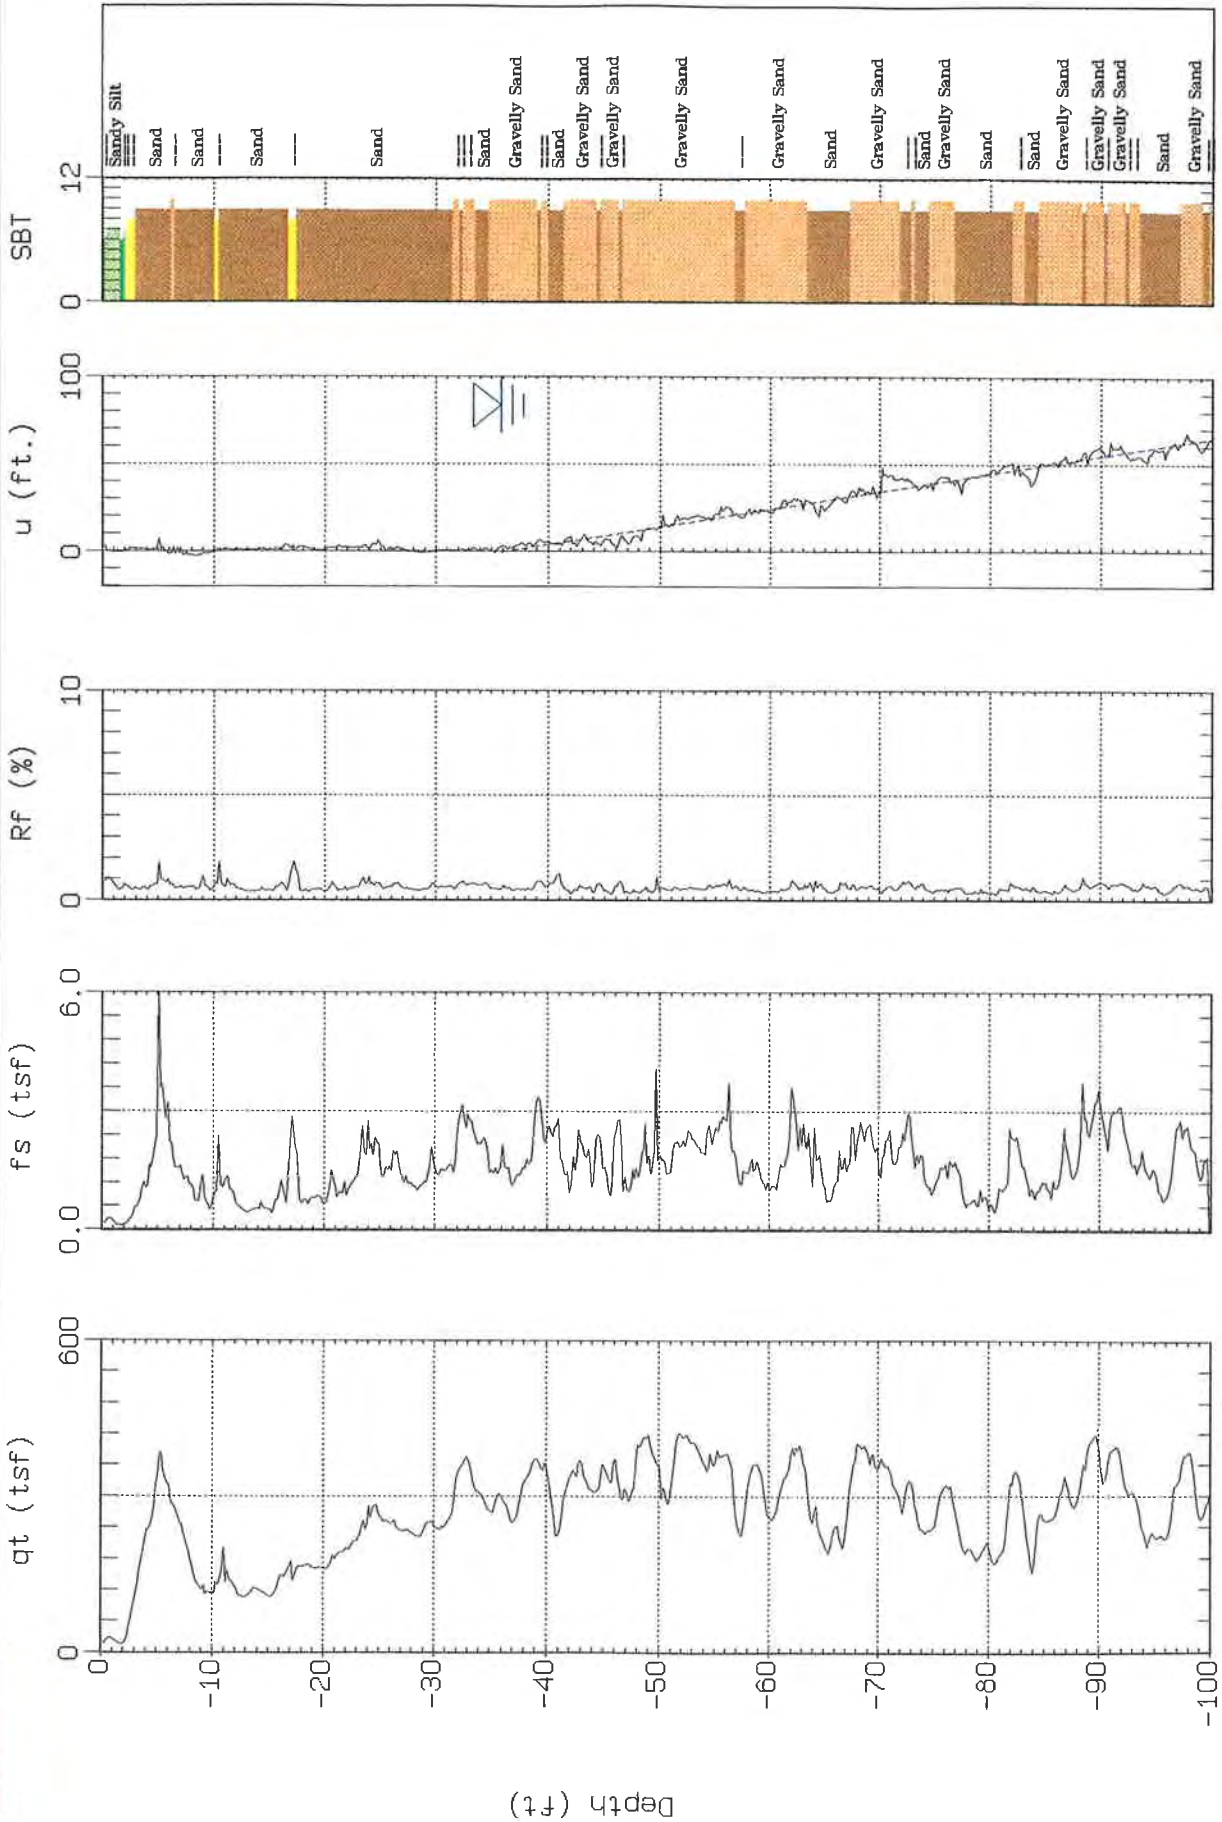 qt (tsf)
fs (tsf)
Rf (%)
u (ft.)
SBT
0
600
0.0
6.0
0
10
0
100
0
12
Depth (ft)
0
-10
-20
-30
-40
-50
-60
-70
-80
-90
-100
Sandy Silt
Sand
Sand
Sand
Sand
Sand
Gravelly Sand
Sand
Gravelly Sand
Gravelly Sand
Gravelly Sand
Gravelly Sand
Sand
Gravelly Sand
Sand
Gravelly Sand
Sand
Sand
Gravelly Sand
Gravelly Sand
Gravelly Sand
Sand
Gravelly Sand